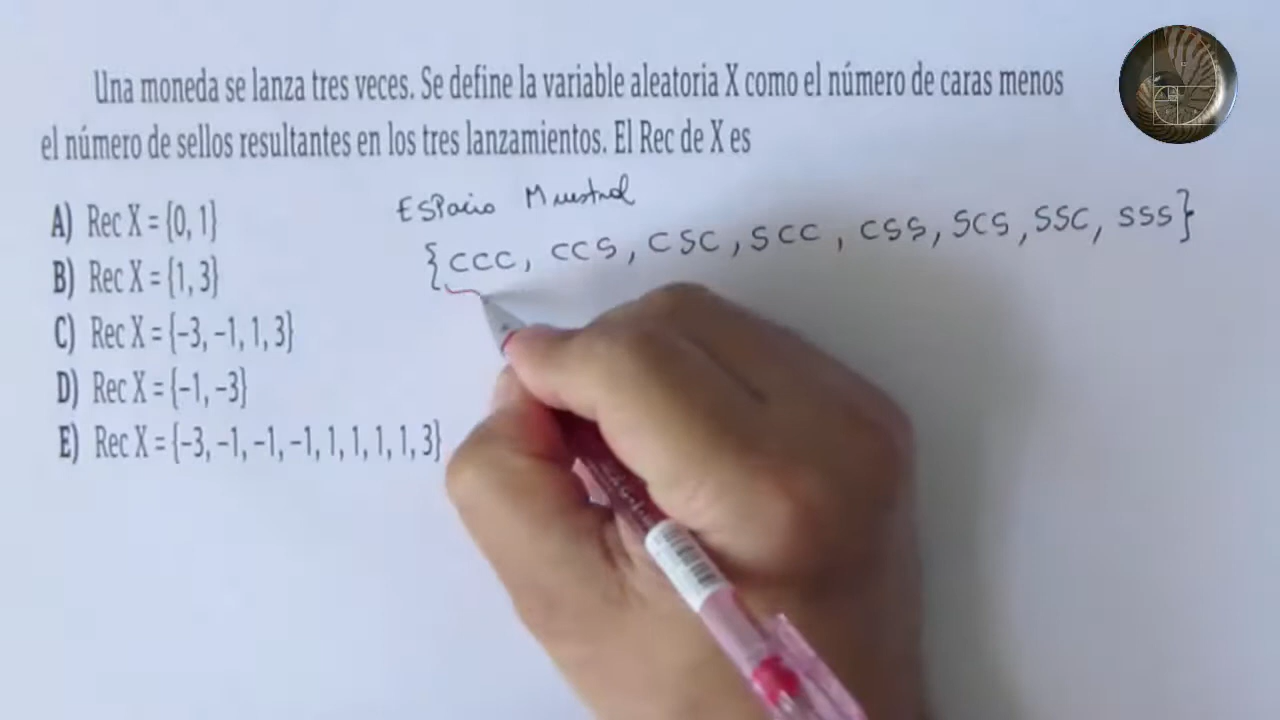 Una moneda se lanza tres veces. Se define la variable aleatoria X como el número de caras menos
el número de sellos resultantes en los tres lanzamientos. El Rec de X es
A) Rec X = {0, 1}
B) Rec X = {1, 3}
C) Rec X = {–3, –1, 1, 3}
D) Rec X = {–1, –3}
E) Rec X = {–3, –1, –1, –1, 1, 1, 1, 1, 3}
Espacio Muestral
{CCC, CCS, CSC, SCC, CSS, SCS, SSC, SSS}